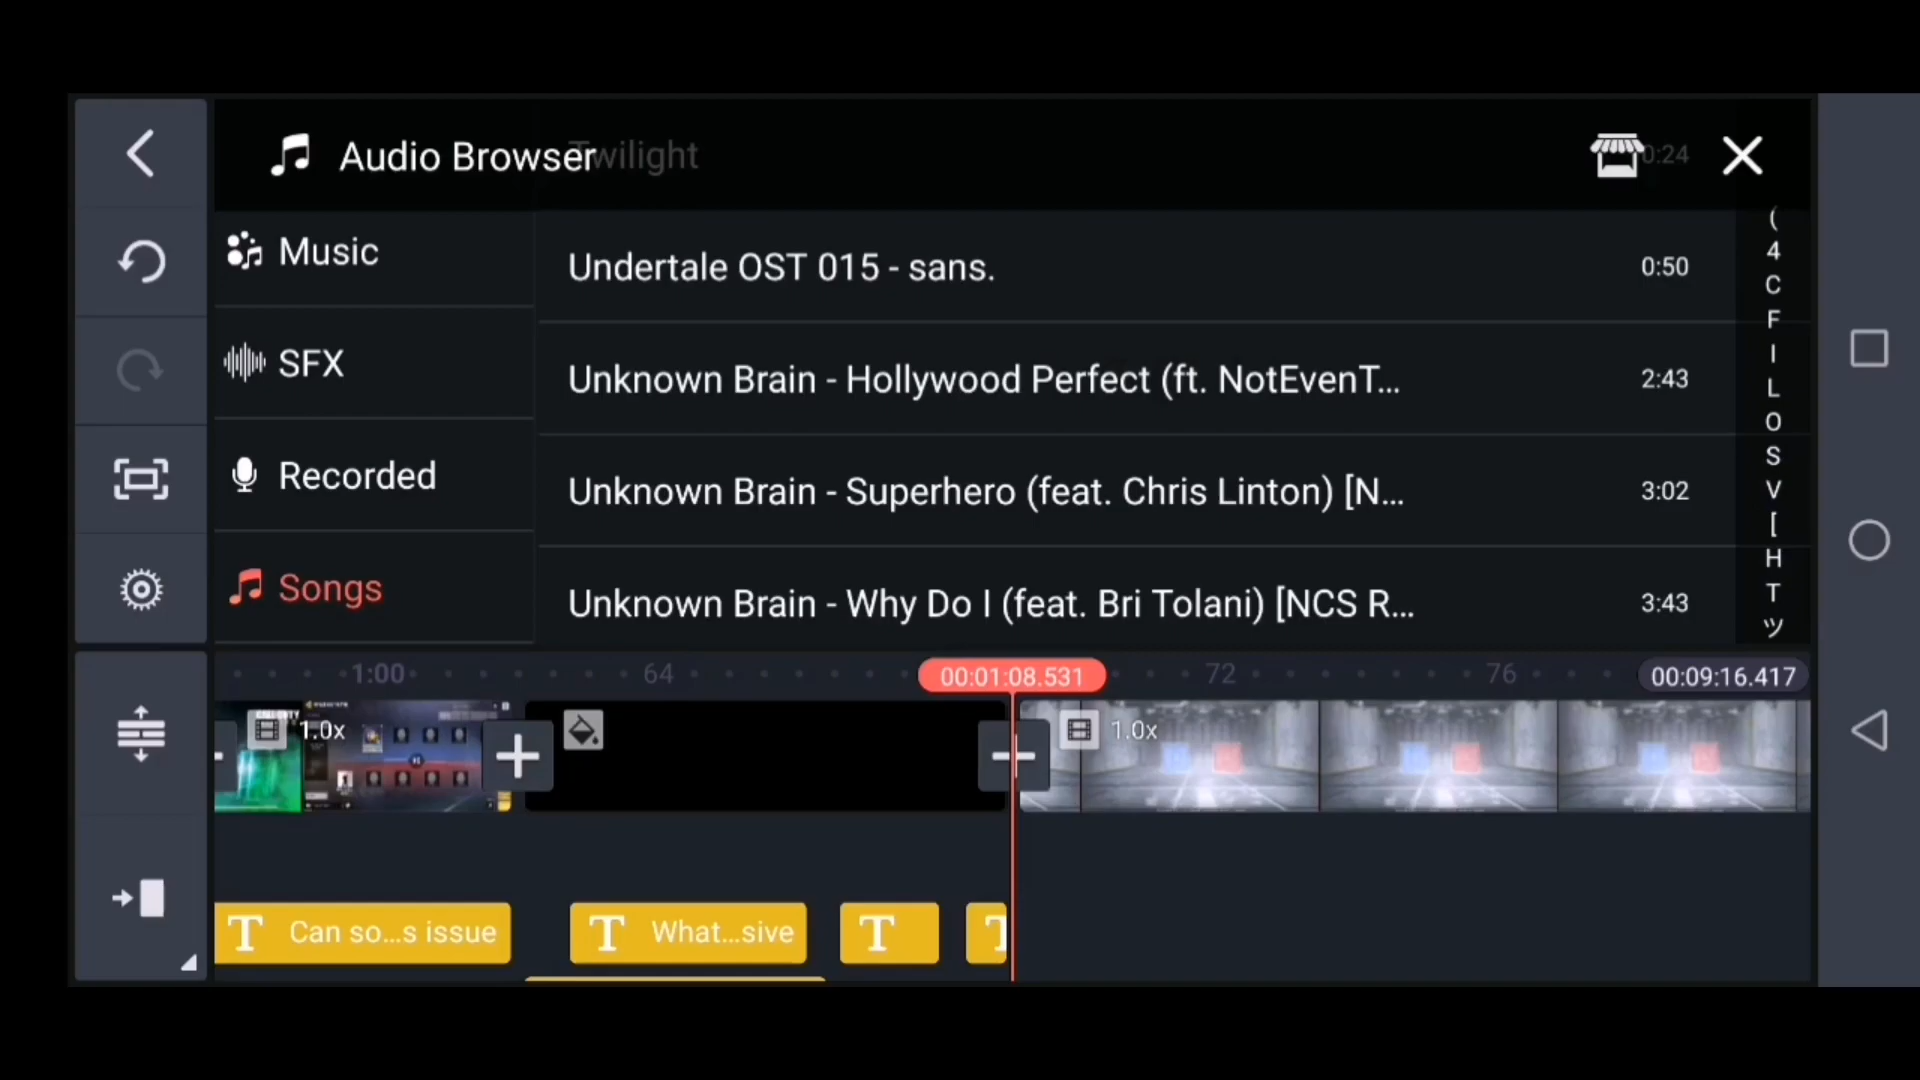 Audio Browser
Twilight
0:24
Music
SFX
Recorded
Songs
Undertale OST 015 - sans.
0:50
Unknown Brain - Hollywood Perfect (ft. NotEvenT...
2:43
Unknown Brain - Superhero (feat. Chris Linton) [N...
3:02
Unknown Brain - Why Do I (feat. Bri Tolani) [NCS R...
3:43
(
4
C
F
I
L
O
S
V
[
H
T
ツ
1:00
64
00:01:08.531
72
76
00:09:16.417
1.0x
1.0x
T Can so...s issue
T What...sive
T
T